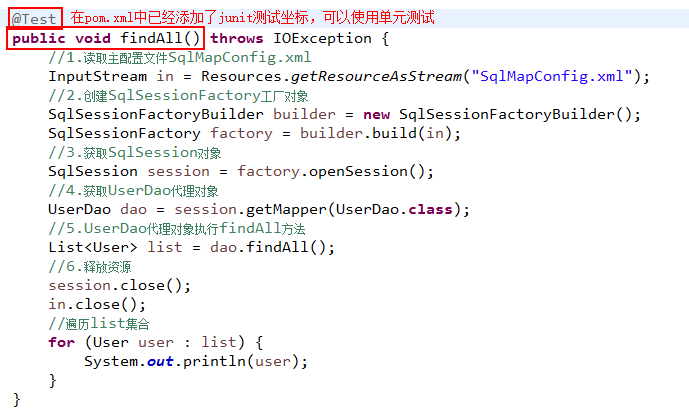 @Test 在pom.xml中已经添加了junit测试坐标，可以使用单元测试
public void findAll() throws IOException {
//1.读取主配置文件SqlMapConfig.xml
InputStream in = Resources.getResourceAsStream("SqlMapConfig.xml");
//2.创建SqlSessionFactory工厂对象
SqlSessionFactoryBuilder builder = new SqlSessionFactoryBuilder();
SqlSessionFactory factory = builder.build(in);
//3.获取SqlSession对象
SqlSession session = factory.openSession();
//4.获取UserDao代理对象
UserDao dao = session.getMapper(UserDao.class);
//5.UserDao代理对象执行findAll方法
List<User> list = dao.findAll();
//6.释放资源
session.close();
in.close();
//遍历list集合
for (User user : list) {
System.out.println(user);
}
}